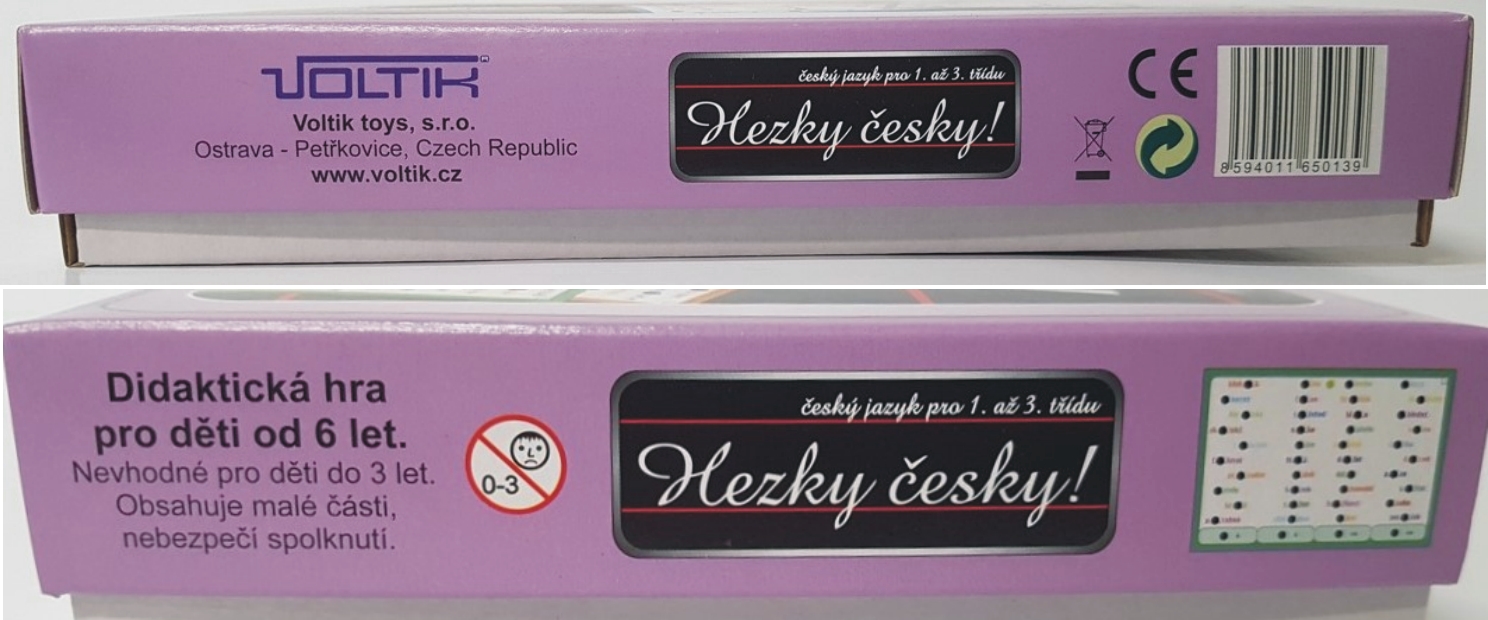 VOLTIK®
Voltik toys, s.r.o.
Ostrava - Petřkovice, Czech Republic
www.voltik.cz
český jazyk pro 1. až 3. třídu
Hezky česky!
CE
8594011 650139
Didaktická hra
pro děti od 6 let.
Nevhodné pro děti do 3 let.
Obsahuje malé části,
nebezpečí spolknutí.
0-3
český jazyk pro 1. až 3. třídu
Hezky česky!